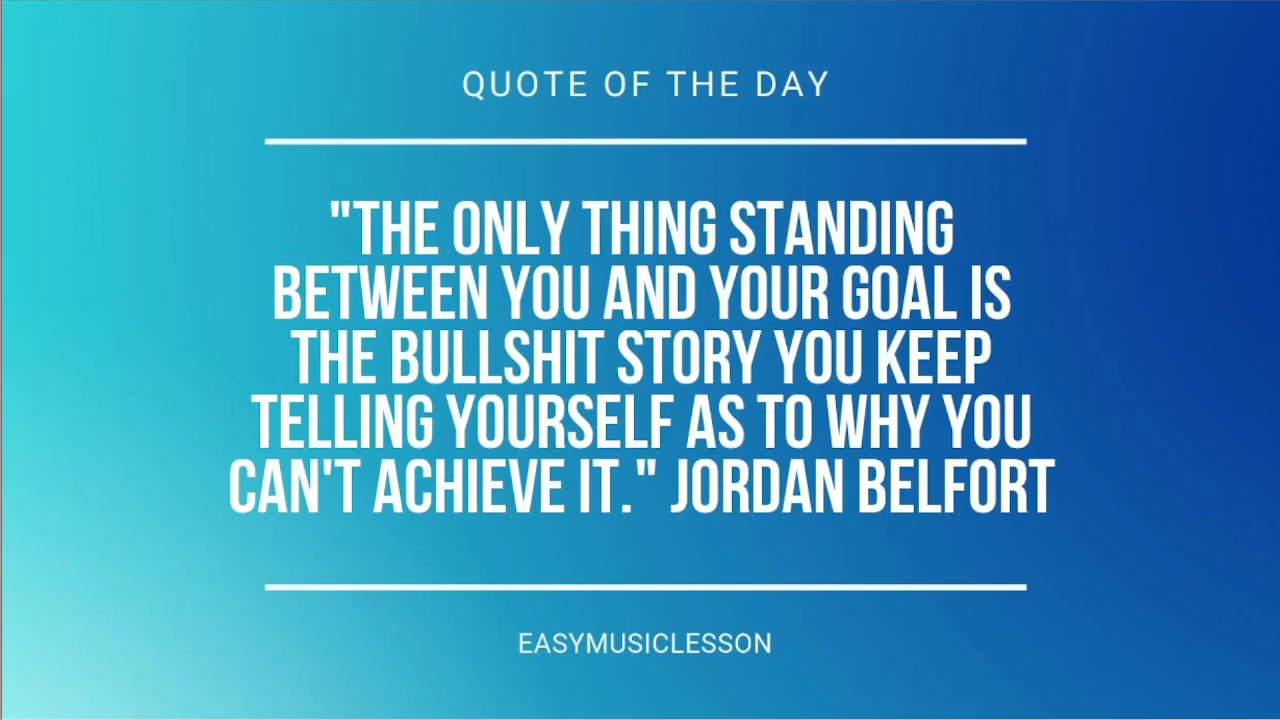 QUOTE OF THE DAY
"THE ONLY THING STANDING
BETWEEN YOU AND YOUR GOAL IS
THE BULLSHIT STORY YOU KEEP
TELLING YOURSELF AS TO WHY YOU
CAN'T ACHIEVE IT." JORDAN BELFORT
EASYMUSICLESSON